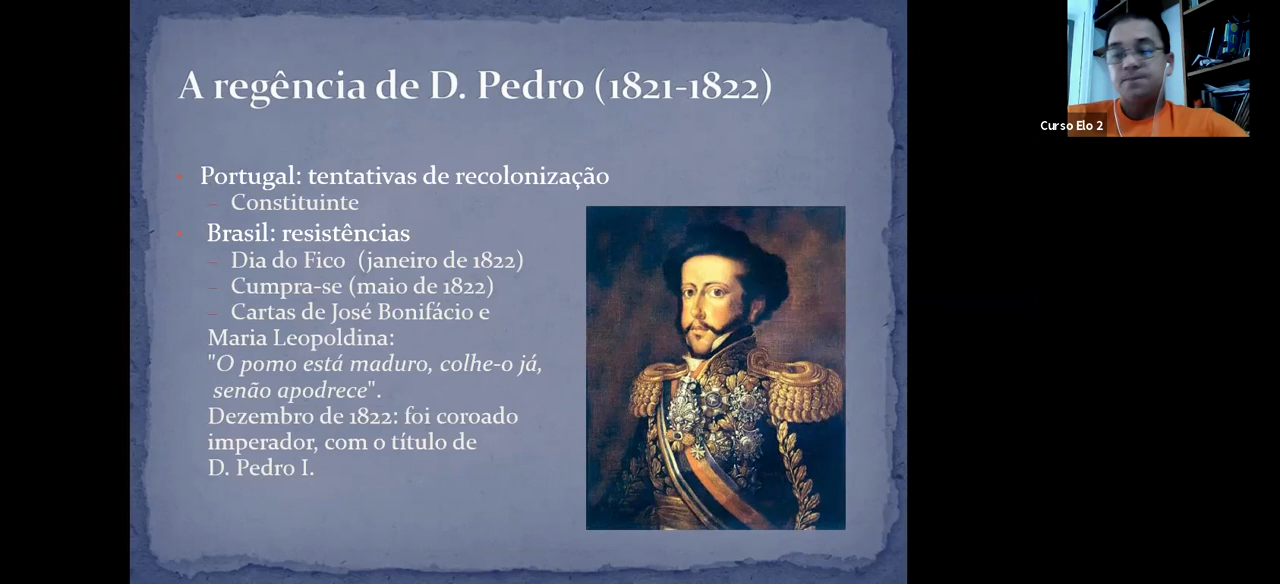 A regência de D. Pedro (1821-1822)
Curso Elo 2
- Portugal: tentativas de recolonização
– Constituinte
- Brasil: resistências
– Dia do Fico (janeiro de 1822)
– Cumpra-se (maio de 1822)
– Cartas de José Bonifácio e
Maria Leopoldina:
"O pomo está maduro, colhe-o já,
senão apodrece".
Dezembro de 1822: foi coroado
imperador, com o título de
D. Pedro I.